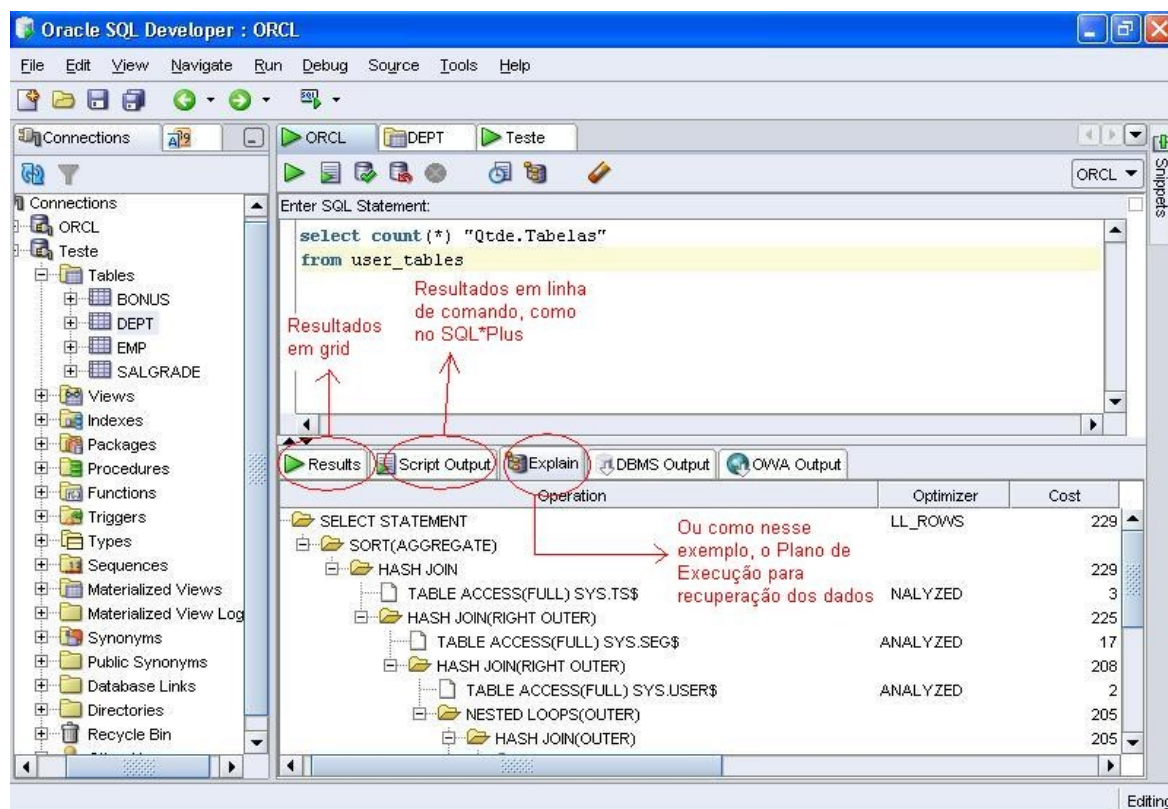 Oracle SQL Developer : ORCL
File Edit View Navigate Run Debug Source Tools Help
Connections
ORCL DEPT Teste
ORCL
Snippets
Connections
ORCL
Teste
Tables
BONUS
DEPT
EMP
SALGRADE
Views
Indexes
Packages
Procedures
Functions
Triggers
Types
Sequences
Materialized Views
Materialized View Log
Synonyms
Public Synonyms
Database Links
Directories
Recycle Bin
Enter SQL Statement:
select count(*) "Qtde.Tabelas"
from user_tables
Resultados
em grid
Resultados em linha
de comando, como
no SQL*Plus
Results Script Output Explain DBMS Output OWA Output
Operation Optimizer Cost
SELECT STATEMENT LL_ROWS 229
SORT(AGGREGATE)
HASH JOIN 229
TABLE ACCESS(FULL) SYS.TS$ NALYZED 3
HASH JOIN(RIGHT OUTER) 225
TABLE ACCESS(FULL) SYS.SEG$ ANALYZED 17
HASH JOIN(RIGHT OUTER) 208
TABLE ACCESS(FULL) SYS.USER$ ANALYZED 2
NESTED LOOPS(OUTER) 205
HASH JOIN(OUTER) 205
Ou como nesse
exemplo, o Plano de
Execução para
recuperação dos dados
Editing